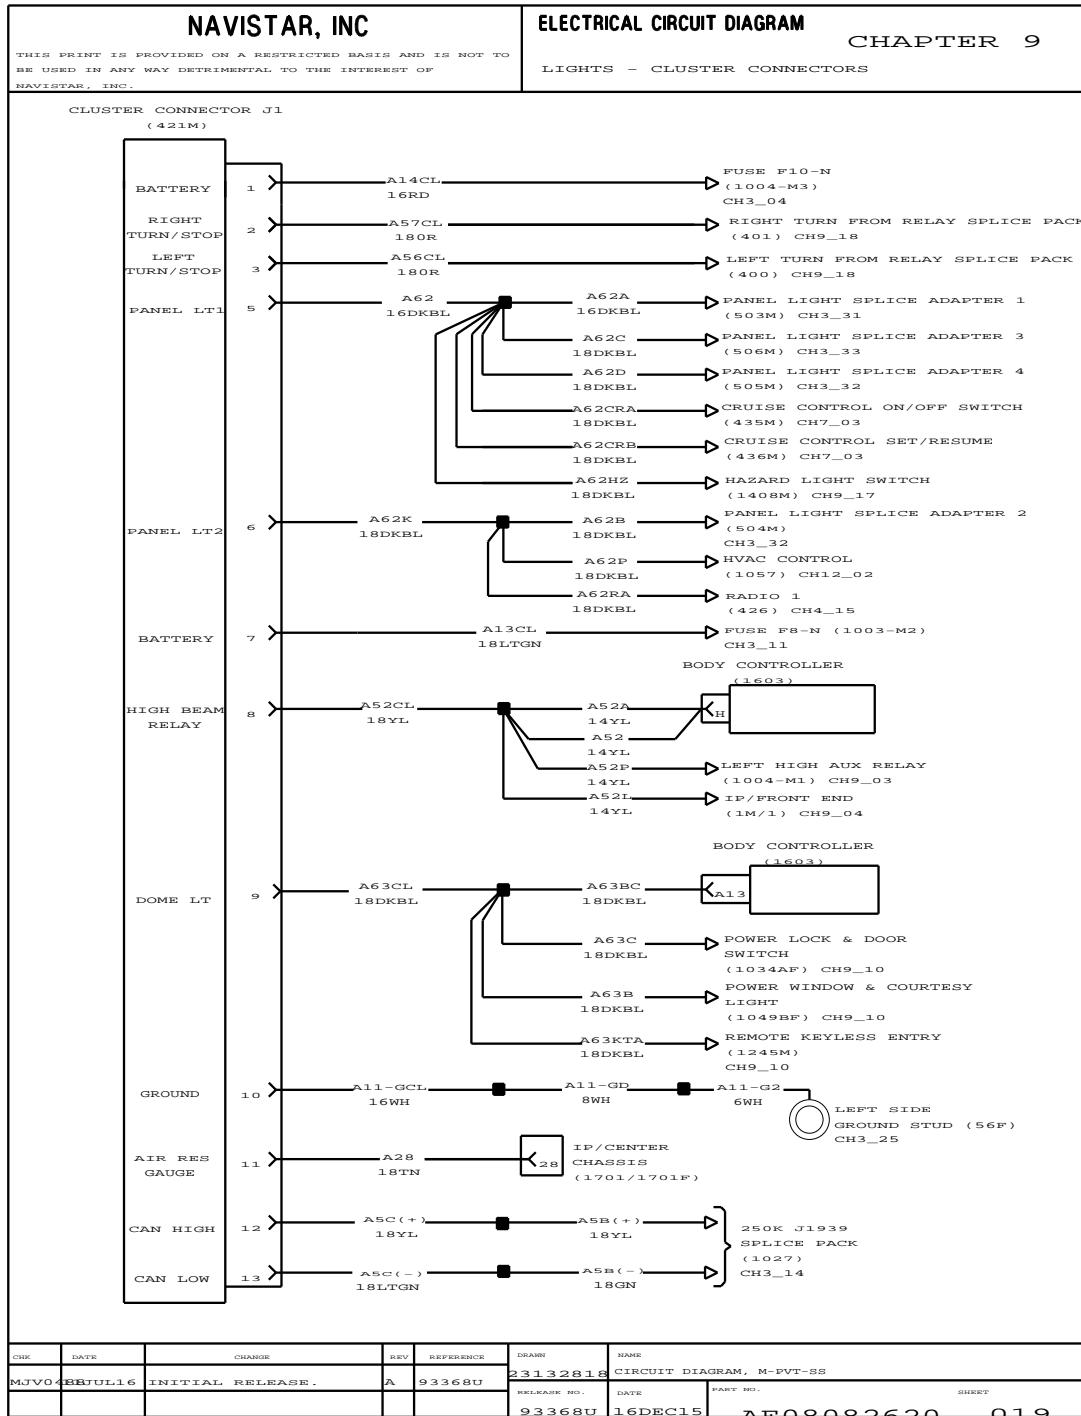 NAVISTAR, INC
THIS PRINT IS PROVIDED ON A RESTRICTED BASIS AND IS NOT TO
BE USED IN ANY WAY DETRIMENTAL TO THE INTEREST OF
NAVISTAR, INC.
ELECTRICAL CIRCUIT DIAGRAM
CHAPTER 9
LIGHTS - CLUSTER CONNECTORS
CLUSTER CONNECTOR J1
(421M)
BATTERY 1
A14CL
16RD
FUSE F10-N
(1004-M3)
CH3_04
RIGHT
TURN/STOP 2
A57CL
18OR
RIGHT TURN FROM RELAY SPLICE PACK
(401) CH9_18
LEFT
TURN/STOP 3
A56CL
18OR
LEFT TURN FROM RELAY SPLICE PACK
(400) CH9_18
PANEL LT1 5
A62
16DKBL
A62A
16DKBL
PANEL LIGHT SPLICE ADAPTER 1
(503M) CH3_31
A62C
18DKBL
PANEL LIGHT SPLICE ADAPTER 3
(506M) CH3_33
A62D
18DKBL
PANEL LIGHT SPLICE ADAPTER 4
(505M) CH3_32
A62CRA
18DKBL
CRUISE CONTROL ON/OFF SWITCH
(435M) CH7_03
A62CRB
18DKBL
CRUISE CONTROL SET/RESUME
(436M) CH7_03
A62HZ
18DKBL
HAZARD LIGHT SWITCH
(1408M) CH9_17
PANEL LT2 6
A62K
18DKBL
A62B
18DKBL
PANEL LIGHT SPLICE ADAPTER 2
(504M)
CH3_32
A62P
18DKBL
HVAC CONTROL
(1057) CH12_02
A62RA
18DKBL
RADIO 1
(426) CH4_15
BATTERY 7
A13CL
18LTGN
FUSE F8-N (1003-M2)
CH3_11
BODY CONTROLLER
(1603)
HIGH BEAM
RELAY 8
A52CL
18YL
A52A
14YL
H
A52
14YL
A52P
14YL
LEFT HIGH AUX RELAY
(1004-M1) CH9_03
A52L
14YL
IP/FRONT END
(1M/1) CH9_04
BODY CONTROLLER
(1603)
DOME LT 9
A63CL
18DKBL
A63BC
18DKBL
A13
A63C
18DKBL
POWER LOCK & DOOR
SWITCH
(1034AF) CH9_10
A63B
18DKBL
POWER WINDOW & COURTESY
LIGHT
(1049BF) CH9_10
A63KTA
18DKBL
REMOTE KEYLESS ENTRY
(1245M)
CH9_10
GROUND 10
A11-GCL
16WH
A11-GD
8WH
A11-G2
6WH
LEFT SIDE
GROUND STUD (56F)
CH3_25
AIR RES
GAUGE 11
A28
18TN
28
IP/CENTER
CHASSIS
(1701/1701F)
CAN HIGH 12
A5C(+)
18YL
A5B(+)
18YL
250K J1939
SPLICE PACK
(1027)
CH3_14
CAN LOW 13
A5C(-)
18LTGN
A5B(-)
18GN
CHK DATE CHANGE REV REFERENCE
INITIAL RELEASE. A 93368U
DRAWN
23132818
NAME
CIRCUIT DIAGRAM, M-PVT-SS
RELEASE NO.
93368U
DATE
16DEC15
PART NO. SHEET
AE08082620 019